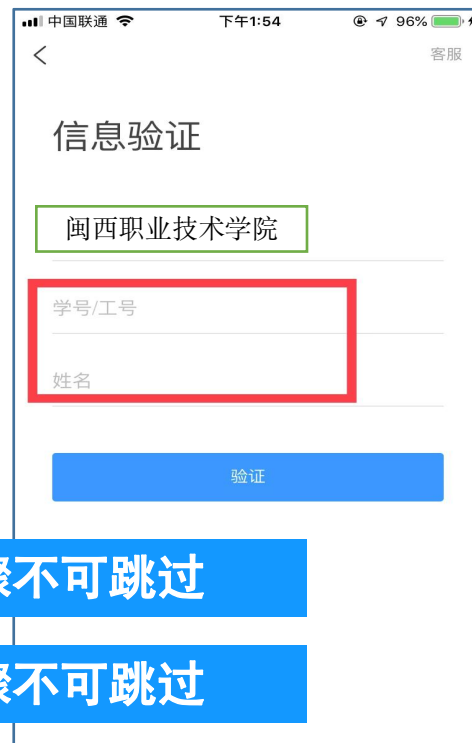 中国联通 下午1:54 96%
客服
信息验证
闽西职业技术学院
学号/工号
姓名
验证
骤不可跳过
骤不可跳过